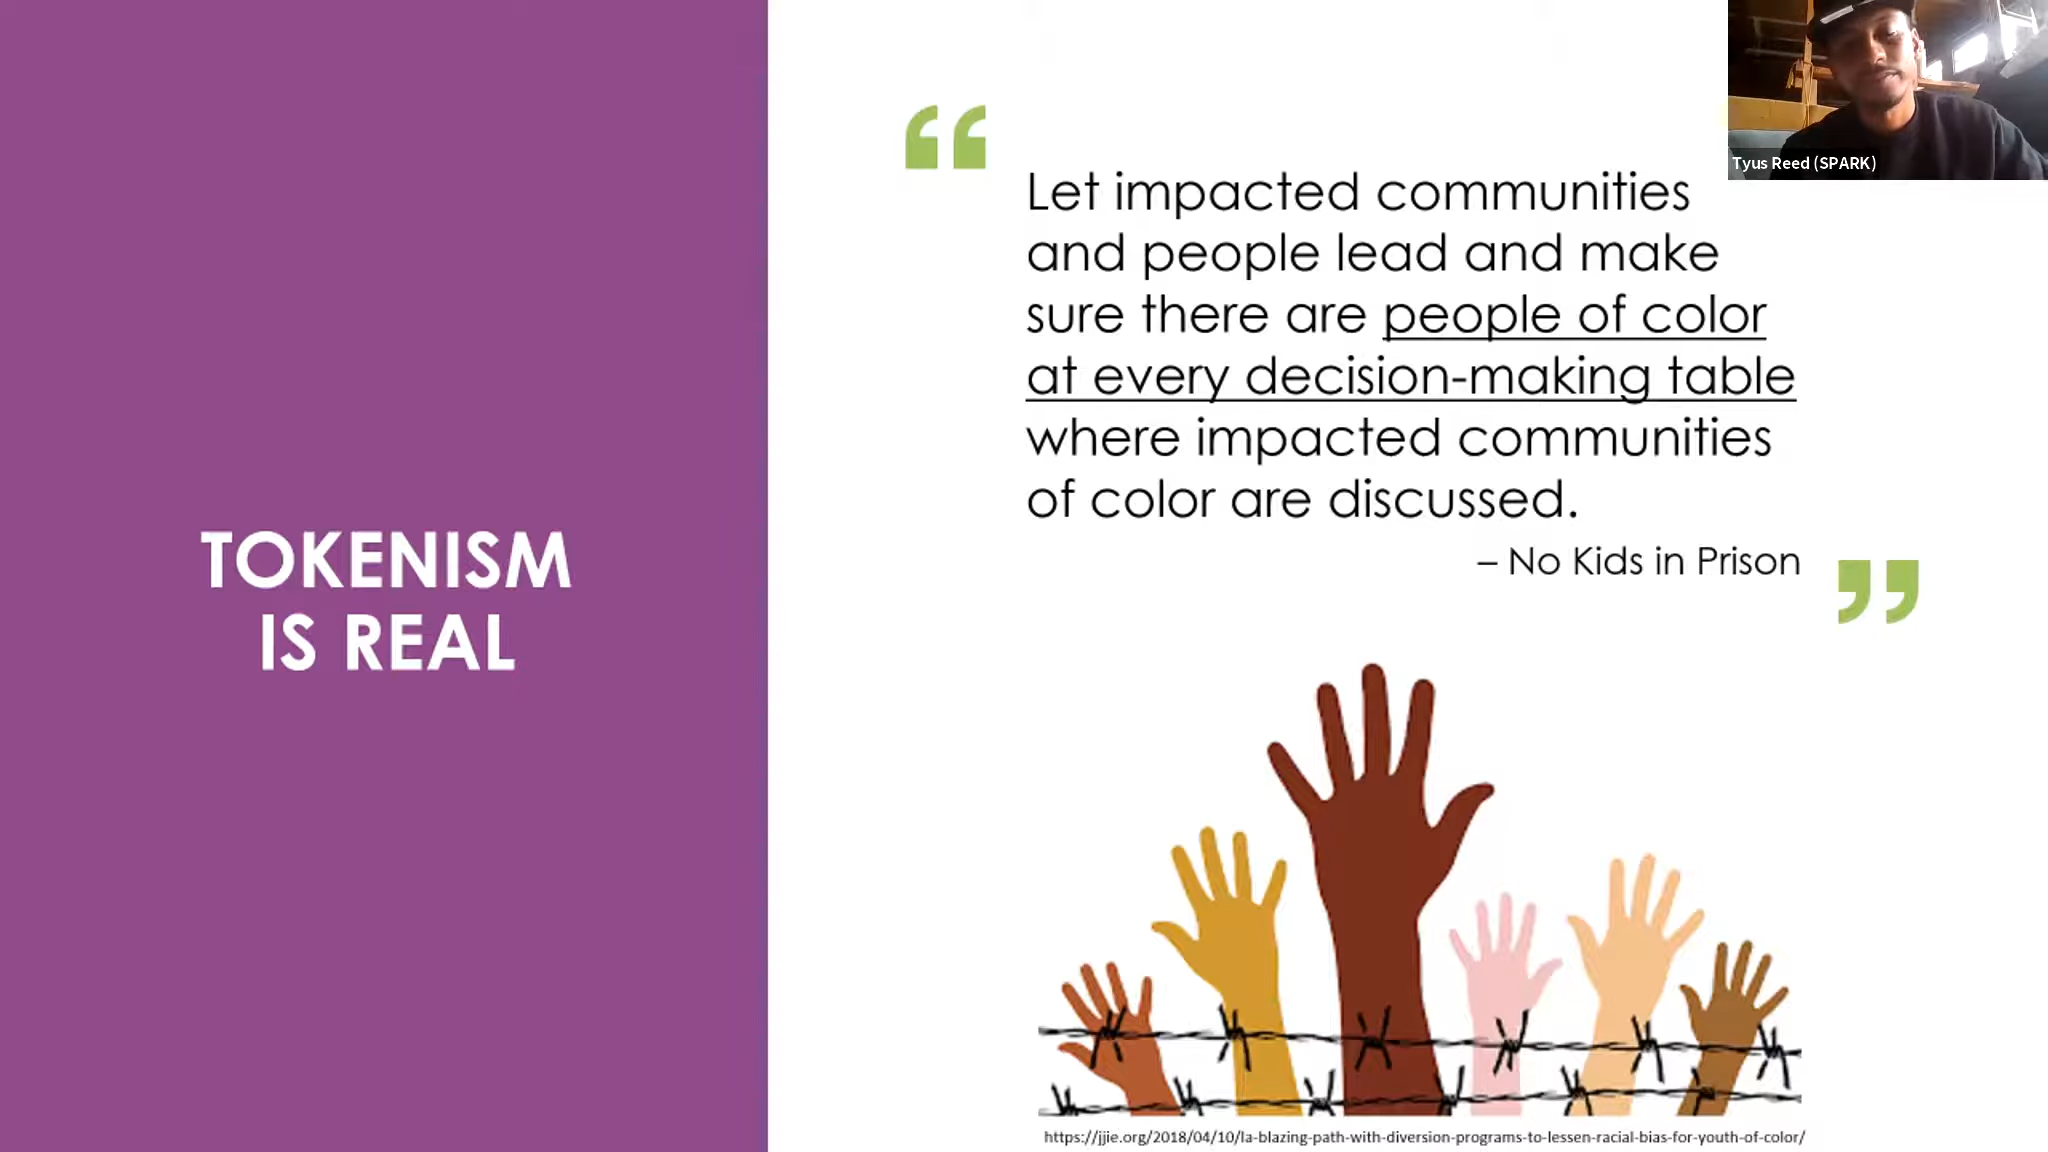 TOKENISM
IS REAL
“
Let impacted communities
and people lead and make
sure there are people of color
at every decision-making table
where impacted communities
of color are discussed.
– No Kids in Prison
”
https://jjie.org/2018/04/10/la-blazing-path-with-diversion-programs-to-lessen-racial-bias-for-youth-of-color/
Tyus Reed (SPARK)